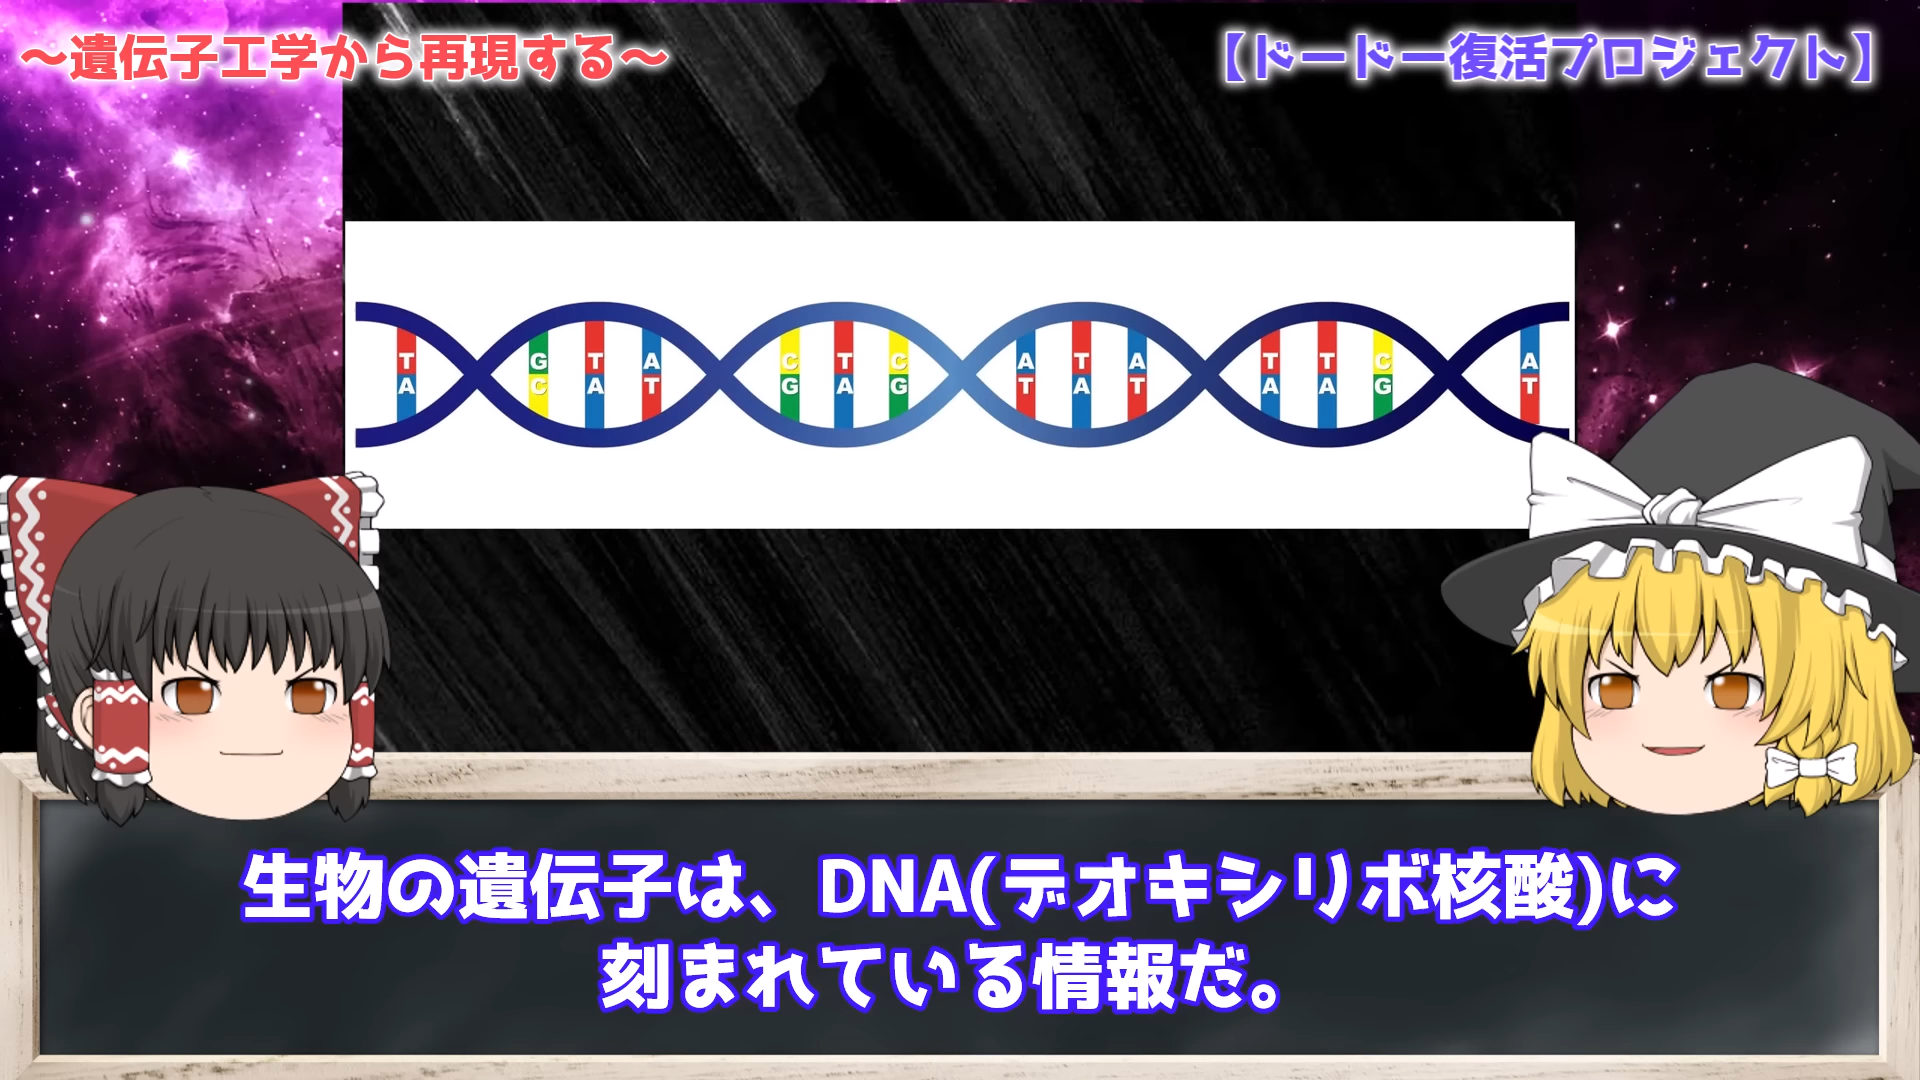 ～遺伝子工学から再現する～
【ドードー復活プロジェクト】
T G T A C T C A T A T T C A
A C A T G A G T A T A A G T
生物の遺伝子は、DNA(デオキシリボ核酸)に
刻まれている情報だ。